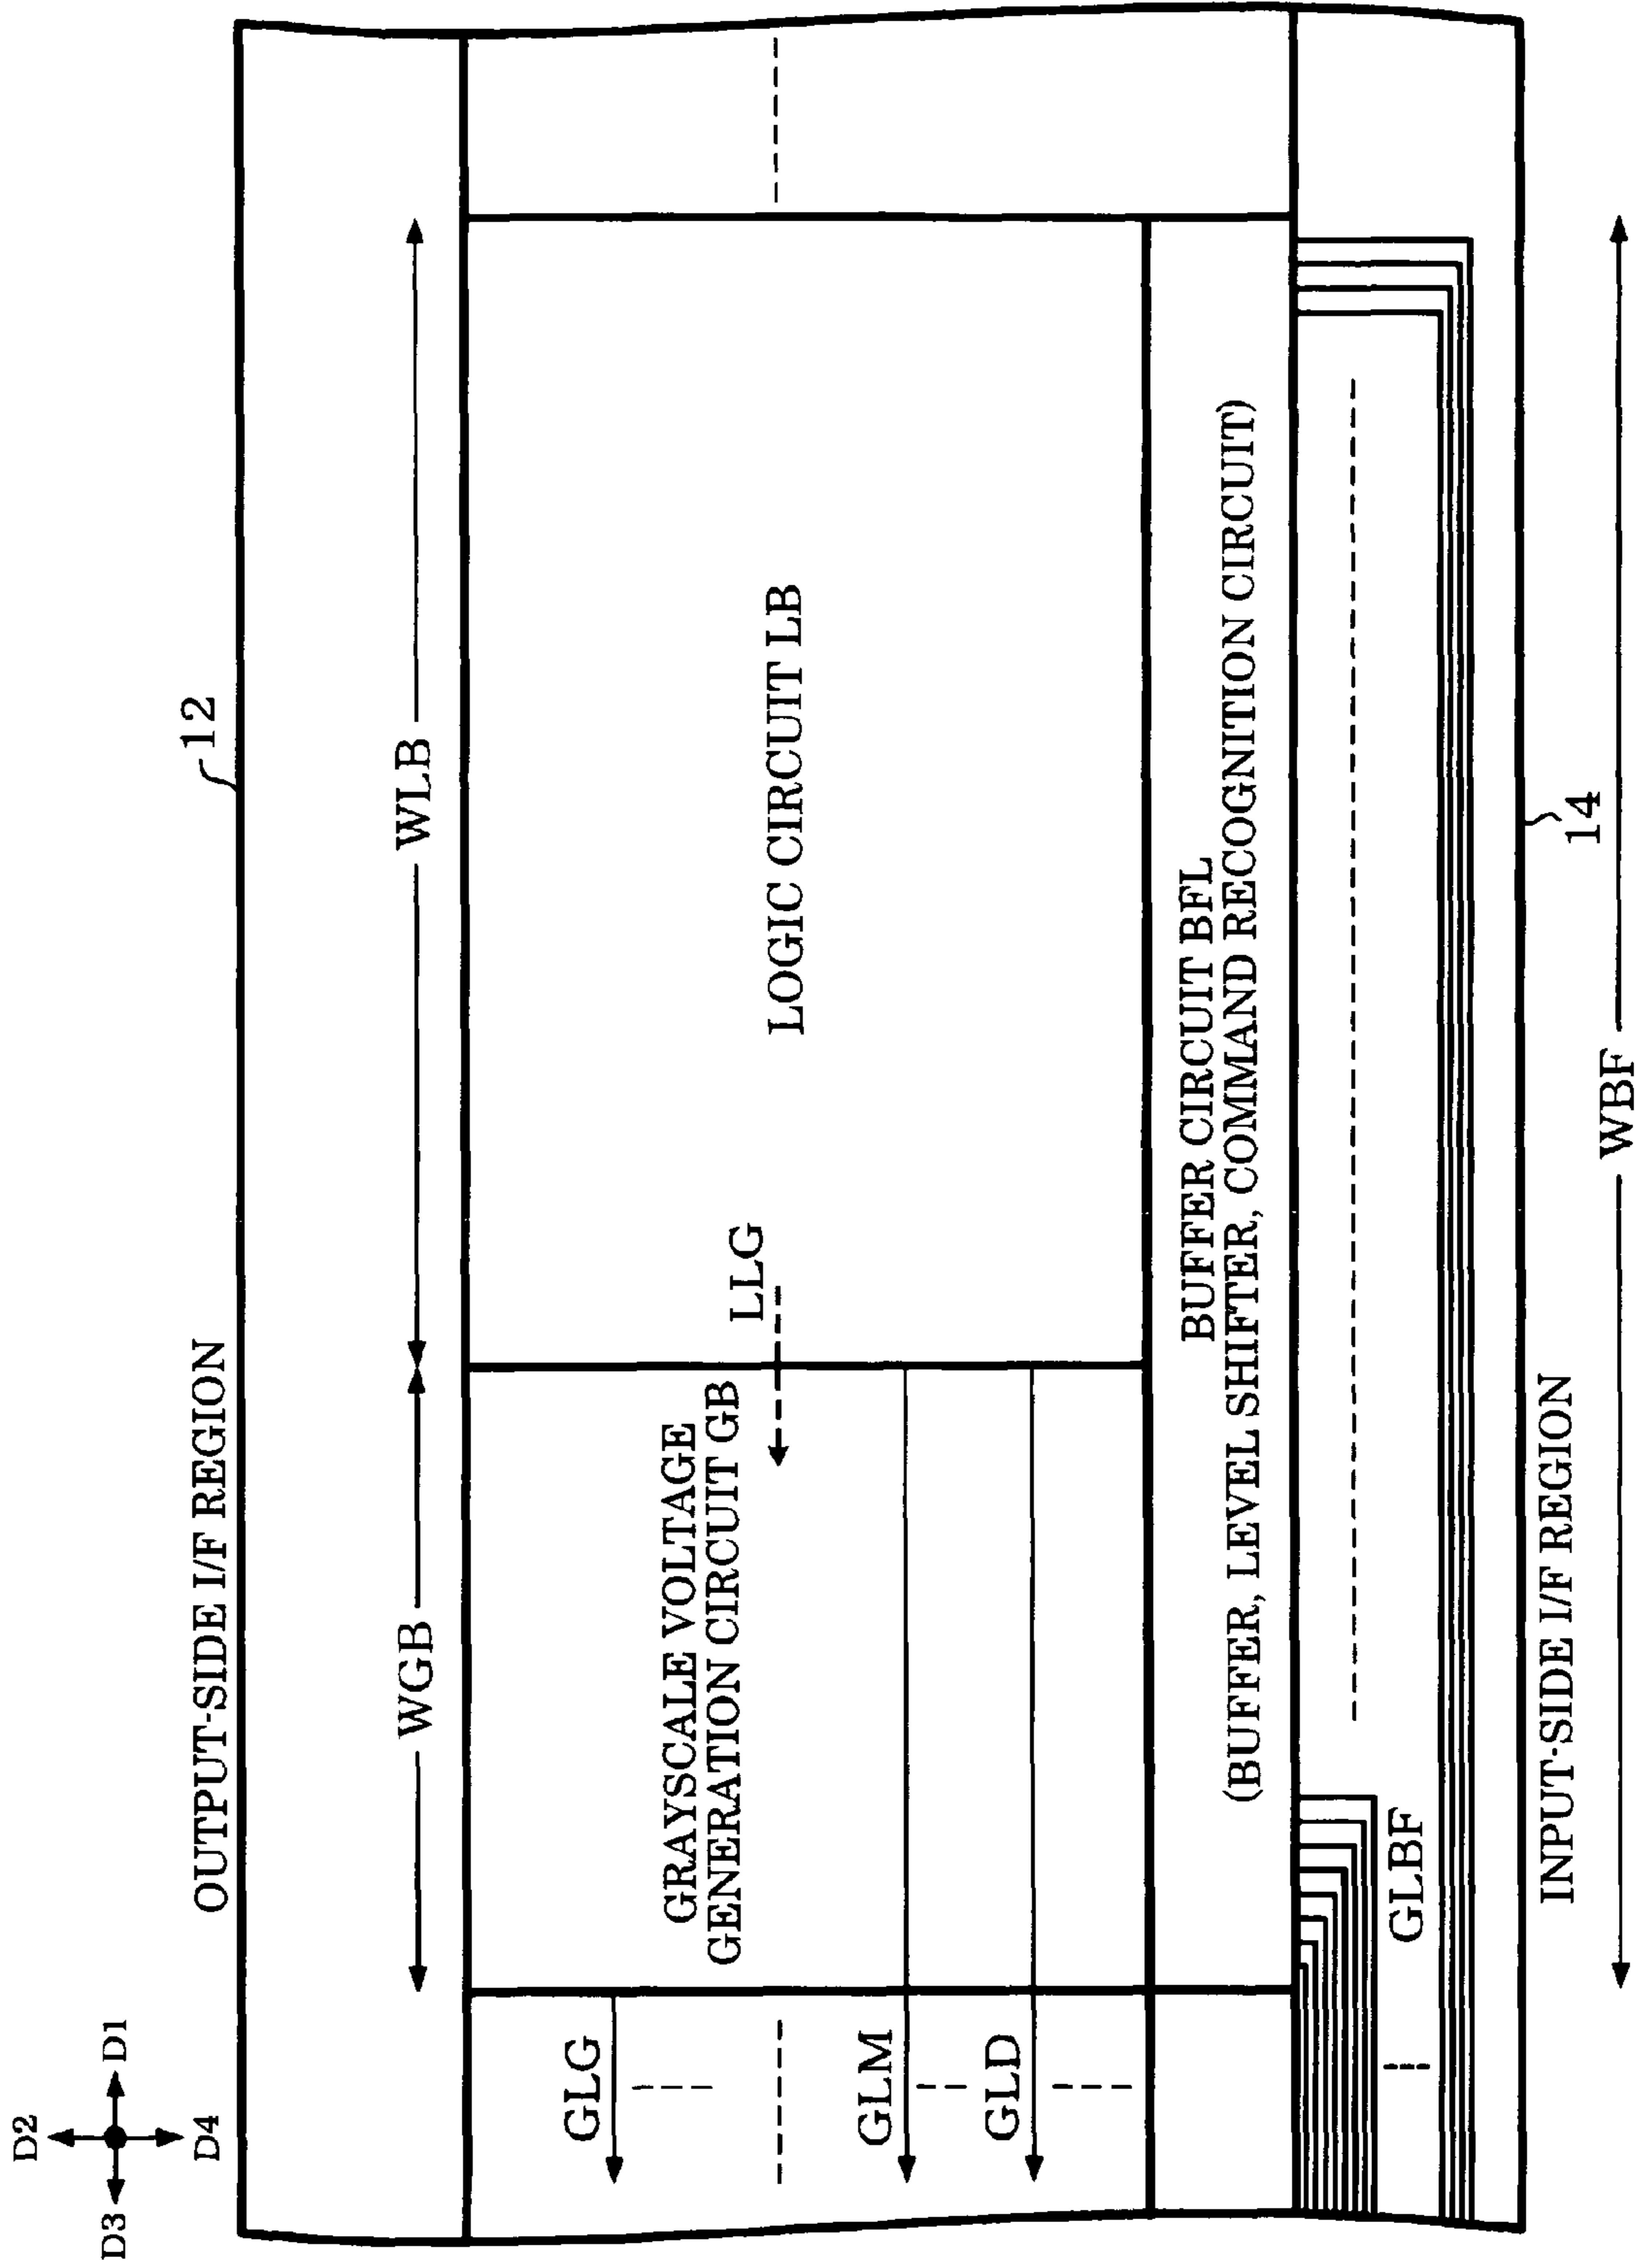 D2
D3
D1
D4
OUTPUT-SIDE I/F REGION
12
WGB
WLB
GRAYSCALE VOLTAGE
GENERATION CIRCUIT GB
LLG
LOGIC CIRCUIT LB
GLG
GLM
GLD
BUFFER CIRCUIT BFL
(BUFFER, LEVEL SHIFTER, COMMAND RECOGNITION CIRCUIT)
GLBF
INPUT-SIDE I/F REGION
14
WBF